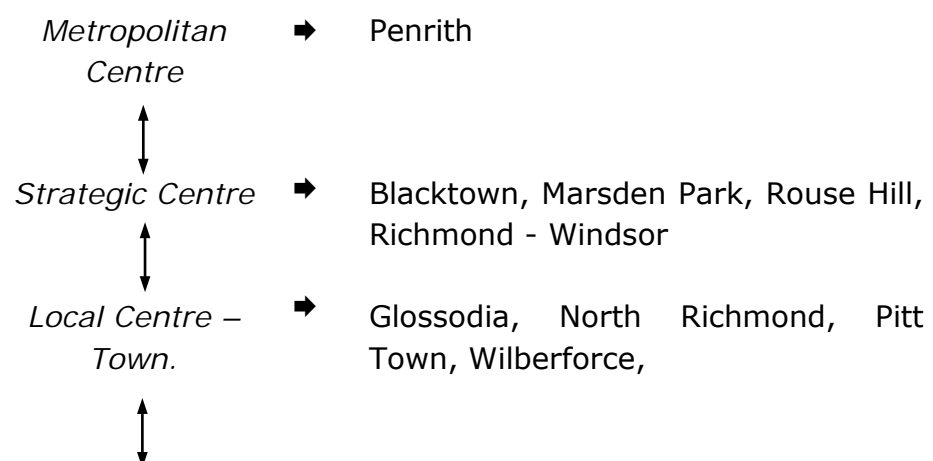 Metropolitan Centre ➡ Penrith
Strategic Centre ➡ Blacktown, Marsden Park, Rouse Hill,
Richmond - Windsor
Local Centre –
Town. ➡ Glossodia, North Richmond, Pitt
Town, Wilberforce,